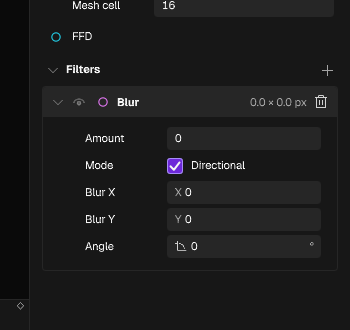 Mesh cell 16
FFD
Filters
Blur 0.0 × 0.0 px
Amount 0
Mode Directional
Blur X X 0
Blur Y Y 0
Angle 0 °